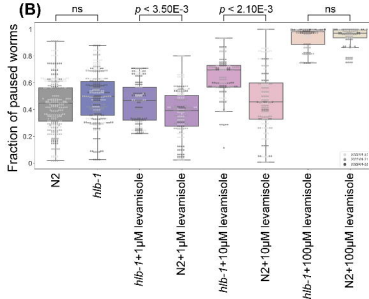 (B)
ns
p < 3.50E-3
p < 2.10E-3
ns
Fraction of paused worms
1
0.8
0.6
0.4
0.2
0
N2
hlb-1
hlb-1+1µM levamisole
N2+1µM levamisole
hlb-1+10µM levamisole
N2+10µM levamisole
hlb-1+100µM levamisole
N2+100µM levamisole